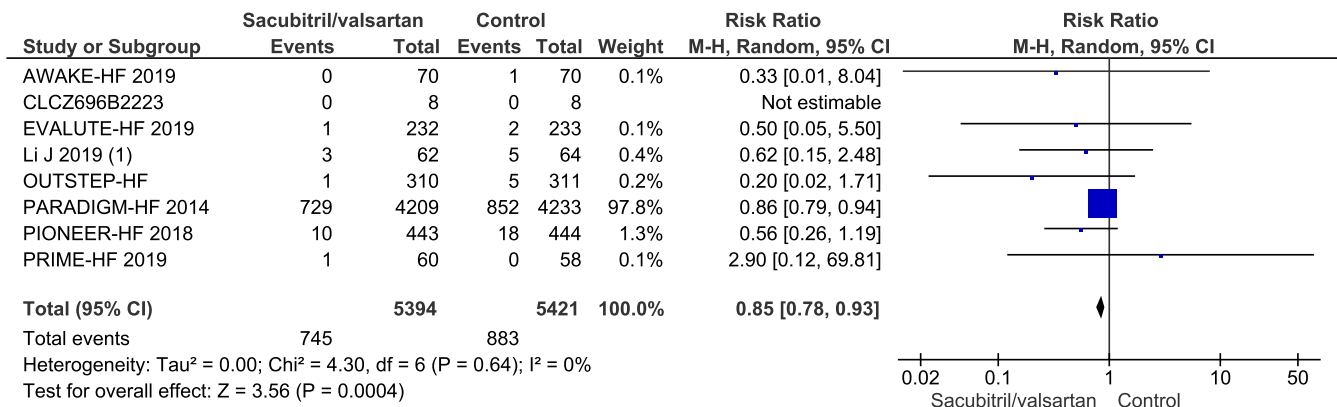 Sacubitril/valsartan Control Risk Ratio Risk Ratio
Study or Subgroup Events Total Events Total Weight M-H, Random, 95% CI M-H, Random, 95% CI
AWAKE-HF 2019 0 70 1 70 0.1% 0.33 [0.01, 8.04]
CLCZ696B2223 0 8 0 8 Not estimable
EVALUTE-HF 2019 1 232 2 233 0.1% 0.50 [0.05, 5.50]
Li J 2019 (1) 3 62 5 64 0.4% 0.62 [0.15, 2.48]
OUTSTEP-HF 1 310 5 311 0.2% 0.20 [0.02, 1.71]
PARADIGM-HF 2014 729 4209 852 4233 97.8% 0.86 [0.79, 0.94]
PIONEER-HF 2018 10 443 18 444 1.3% 0.56 [0.26, 1.19]
PRIME-HF 2019 1 60 0 58 0.1% 2.90 [0.12, 69.81]
Total (95% CI) 5394 5421 100.0% 0.85 [0.78, 0.93]
Total events 745 883
Heterogeneity: Tau² = 0.00; Chi² = 4.30, df = 6 (P = 0.64); I² = 0%
Test for overall effect: Z = 3.56 (P = 0.0004)
0.02 0.1 1 10 50
Sacubitril/valsartan Control